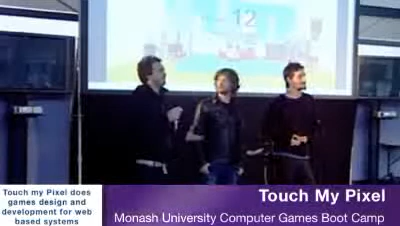 12
Touch my Pixel does
games design and
development for web
based systems
Touch My Pixel
Monash University Computer Games Boot Camp